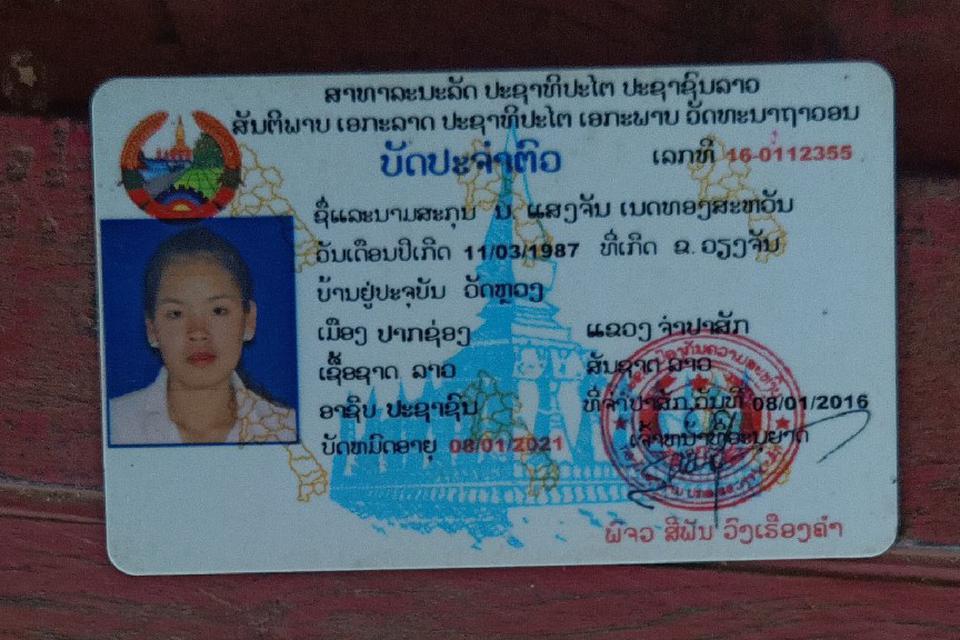 ສາທາລະນະລັດ ປະຊາທິປະໄຕ ປະຊາຊົນລາວ
ສັນຕິພາບ ເອກະລາດ ປະຊາທິປະໄຕ ເອກະພາບ ວັດທະນາຖາວອນ
ບັດປະຈຳຕົວ ເລກທີ 16-0112355
ຊື່ແລະນາມສະກຸນ ນ. ແສງຈັນ ເນດທອງສະຫວັນ
ວັນເດືອນປີເກີດ 11/03/1987 ທີ່ເກີດ ຂ. ວຽງຈັນ
ບ້ານຢູ່ປະຈຸບັນ ວັດຫຼວງ
ເມືອງ ປາກຊ່ອງ ແຂວງ ຈຳປາສັກ
ເຊື້ອຊາດ ລາວ ສັນຊາດ ລາວ
ອາຊີບ ປະຊາຊົນ ທີ່ຈຳປາສັກ,ວັນທີ 08/01/2016
ບັດຫມົດອາຍຸ 08/01/2021 ເຈົ້າຫນ້າທີ່ອະນຸຍາດ
ພັຈວ ສີຟັນ ວົງເຮືອງຄຳ